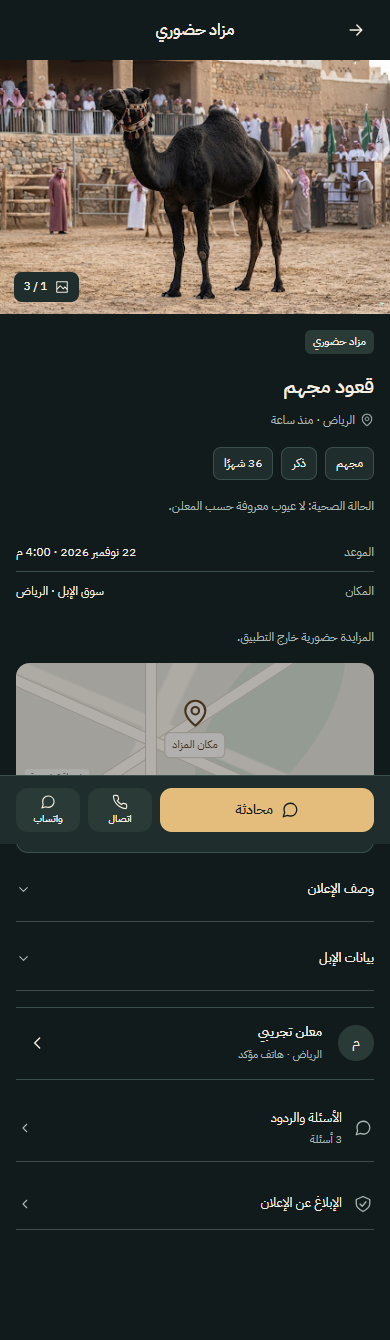 مزاد حضوري
3 / 1
مزاد حضوري
قعود مجهم
الرياض · منذ ساعة
مجهم
ذكر
36 شهرًا
الحالة الصحية: لا عيوب معروفة حسب المعلن.
الموعد
22 نوفمبر 2026 · 4:00 م
المكان
سوق الإبل · الرياض
المزايدة حضورية خارج التطبيق.
مكان المزاد
محادثة
اتصال
واتساب
وصف الإعلان
بيانات الإبل
م
معلن تجريبي
الرياض · هاتف مؤكد
الأسئلة والردود
3 أسئلة
الإبلاغ عن الإعلان